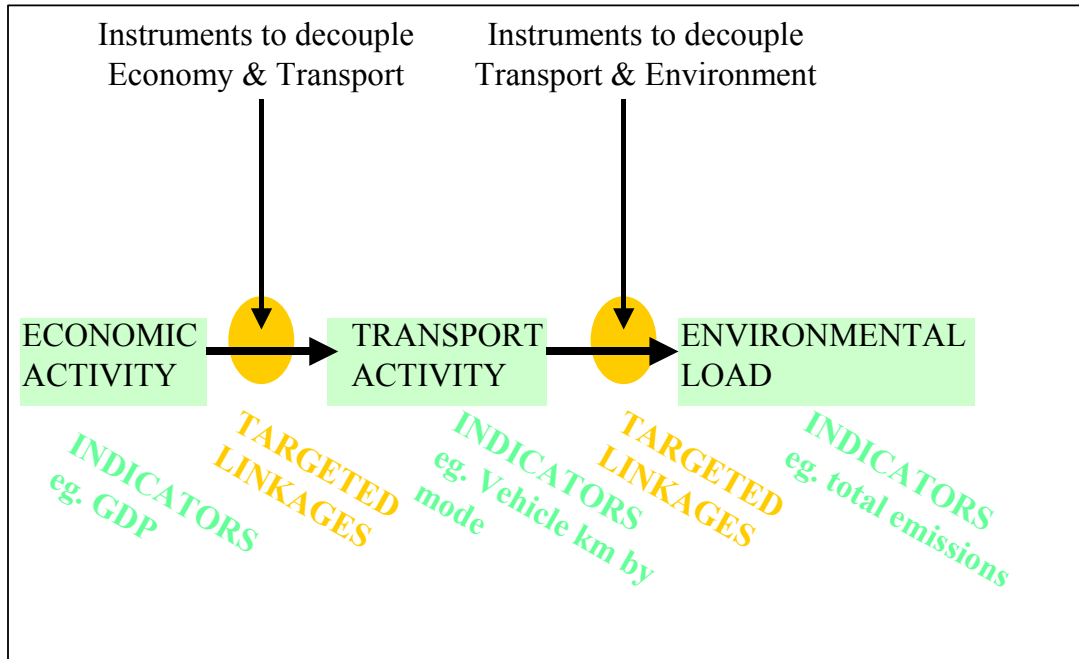 Instruments to decouple
Economy & Transport
Instruments to decouple
Transport & Environment
ECONOMIC
ACTIVITY
TRANSPORT
ACTIVITY
ENVIRONMENTAL
LOAD
INDICATORS
eg. GDP
TARGETED
LINKAGES
INDICATORS
eg. Vehicle km by
mode
TARGETED
LINKAGES
INDICATORS
eg. total emissions